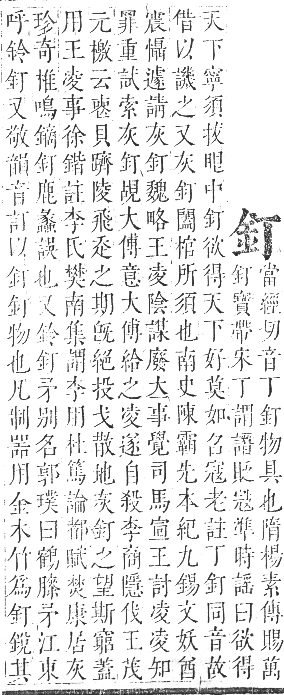 釘
當經切音丁釘物具也隋楊素傳賜萬
釘寶帶宋丁謂譖貶寇準時謡曰欲得
天下寧須拔眼中釘欲得天下好莫如召寇老註丁釘同音故
借以譏之又灰釘闔棺所須也南史陳霸先本紀九錫文妖酋
震懾遽請灰釘魏略王凌陰謀廢大事覺司馬宣王討凌凌知
罪重試索灰釘覘大傅意大傅給之凌遂自殺李商隱伐王茂
元檄云喪貝躋陵飛走之期旣絕投戈散地灰釘之望斯窮蓋
用王凌事徐鍇註李氏樊南集謂李用杜篤論都賦焚康居灰
珍奇椎鳴鏑釘鹿蠡誤也又鈴釘矛別名郭璞曰鶴膝矛江東
呼鈴釘又敬韻音訂以釘釘物也凡制器用金木竹爲釘銳其